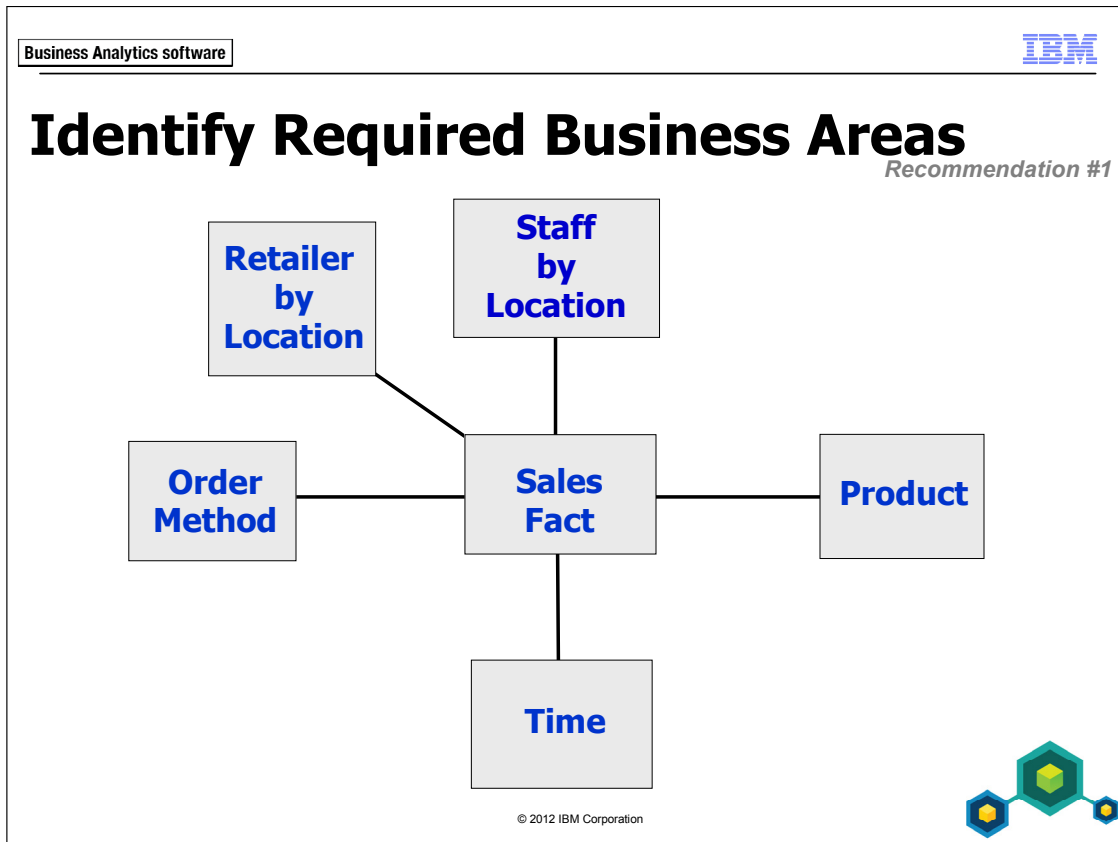 Business Analytics software
IBM
Identify Required Business Areas
Recommendation #1
Retailer
by
Location
Staff
by
Location
Order
Method
Sales
Fact
Product
Time
© 2012 IBM Corporation